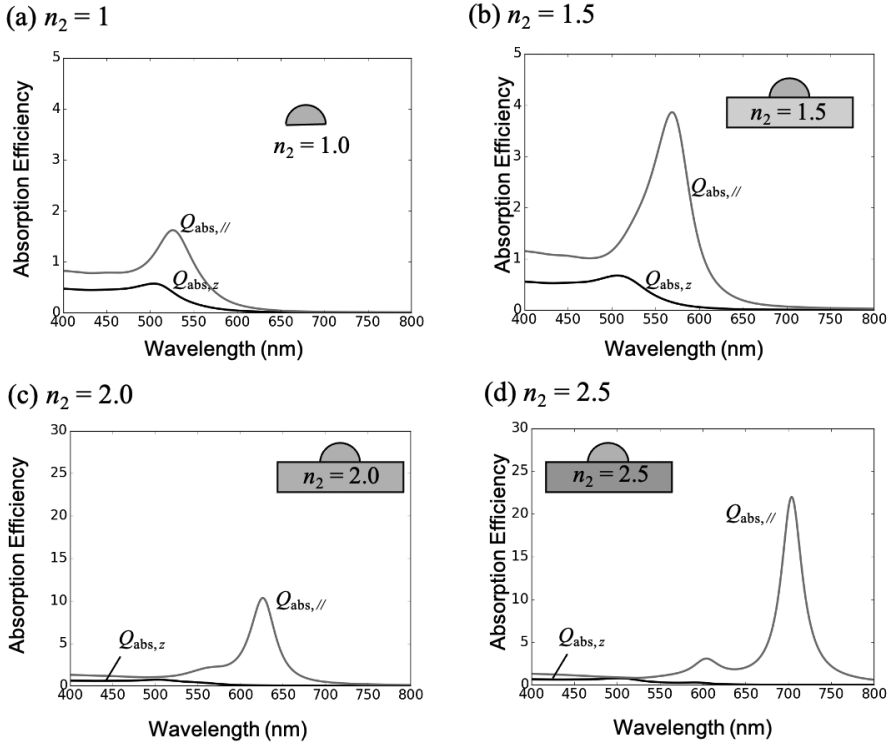 (a) n₂ = 1
5
4
3
2
1
0
400 450 500 550 600 650 700 750 800
Absorption Efficiency
Wavelength (nm)
n₂ = 1.0
Qabs,//
Qabs,z
(b) n₂ = 1.5
5
4
3
2
1
0
400 450 500 550 600 650 700 750 800
Absorption Efficiency
Wavelength (nm)
n₂ = 1.5
Qabs,//
Qabs,z
(c) n₂ = 2.0
30
25
20
15
10
5
0
400 450 500 550 600 650 700 750 800
Absorption Efficiency
Wavelength (nm)
n₂ = 2.0
Qabs,//
Qabs,z
(d) n₂ = 2.5
30
25
20
15
10
5
0
400 450 500 550 600 650 700 750 800
Absorption Efficiency
Wavelength (nm)
n₂ = 2.5
Qabs,//
Qabs,z